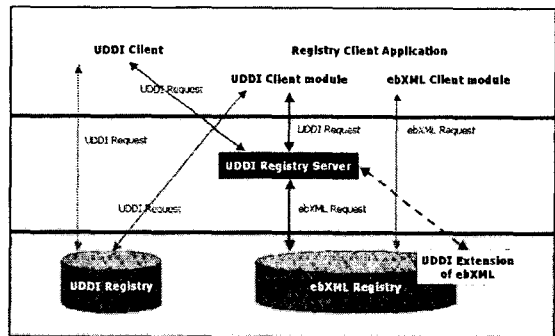 UDDI Client
Registry Client Application
UDDI Client module
ebXML Client module
UDDI Request
UDDI Request
UDDI Request
ebXML Request
UDDI Registry Server
UDDI Request
ebXML Request
UDDI Registry
ebXML Registry
UDDI Extension
of ebXML